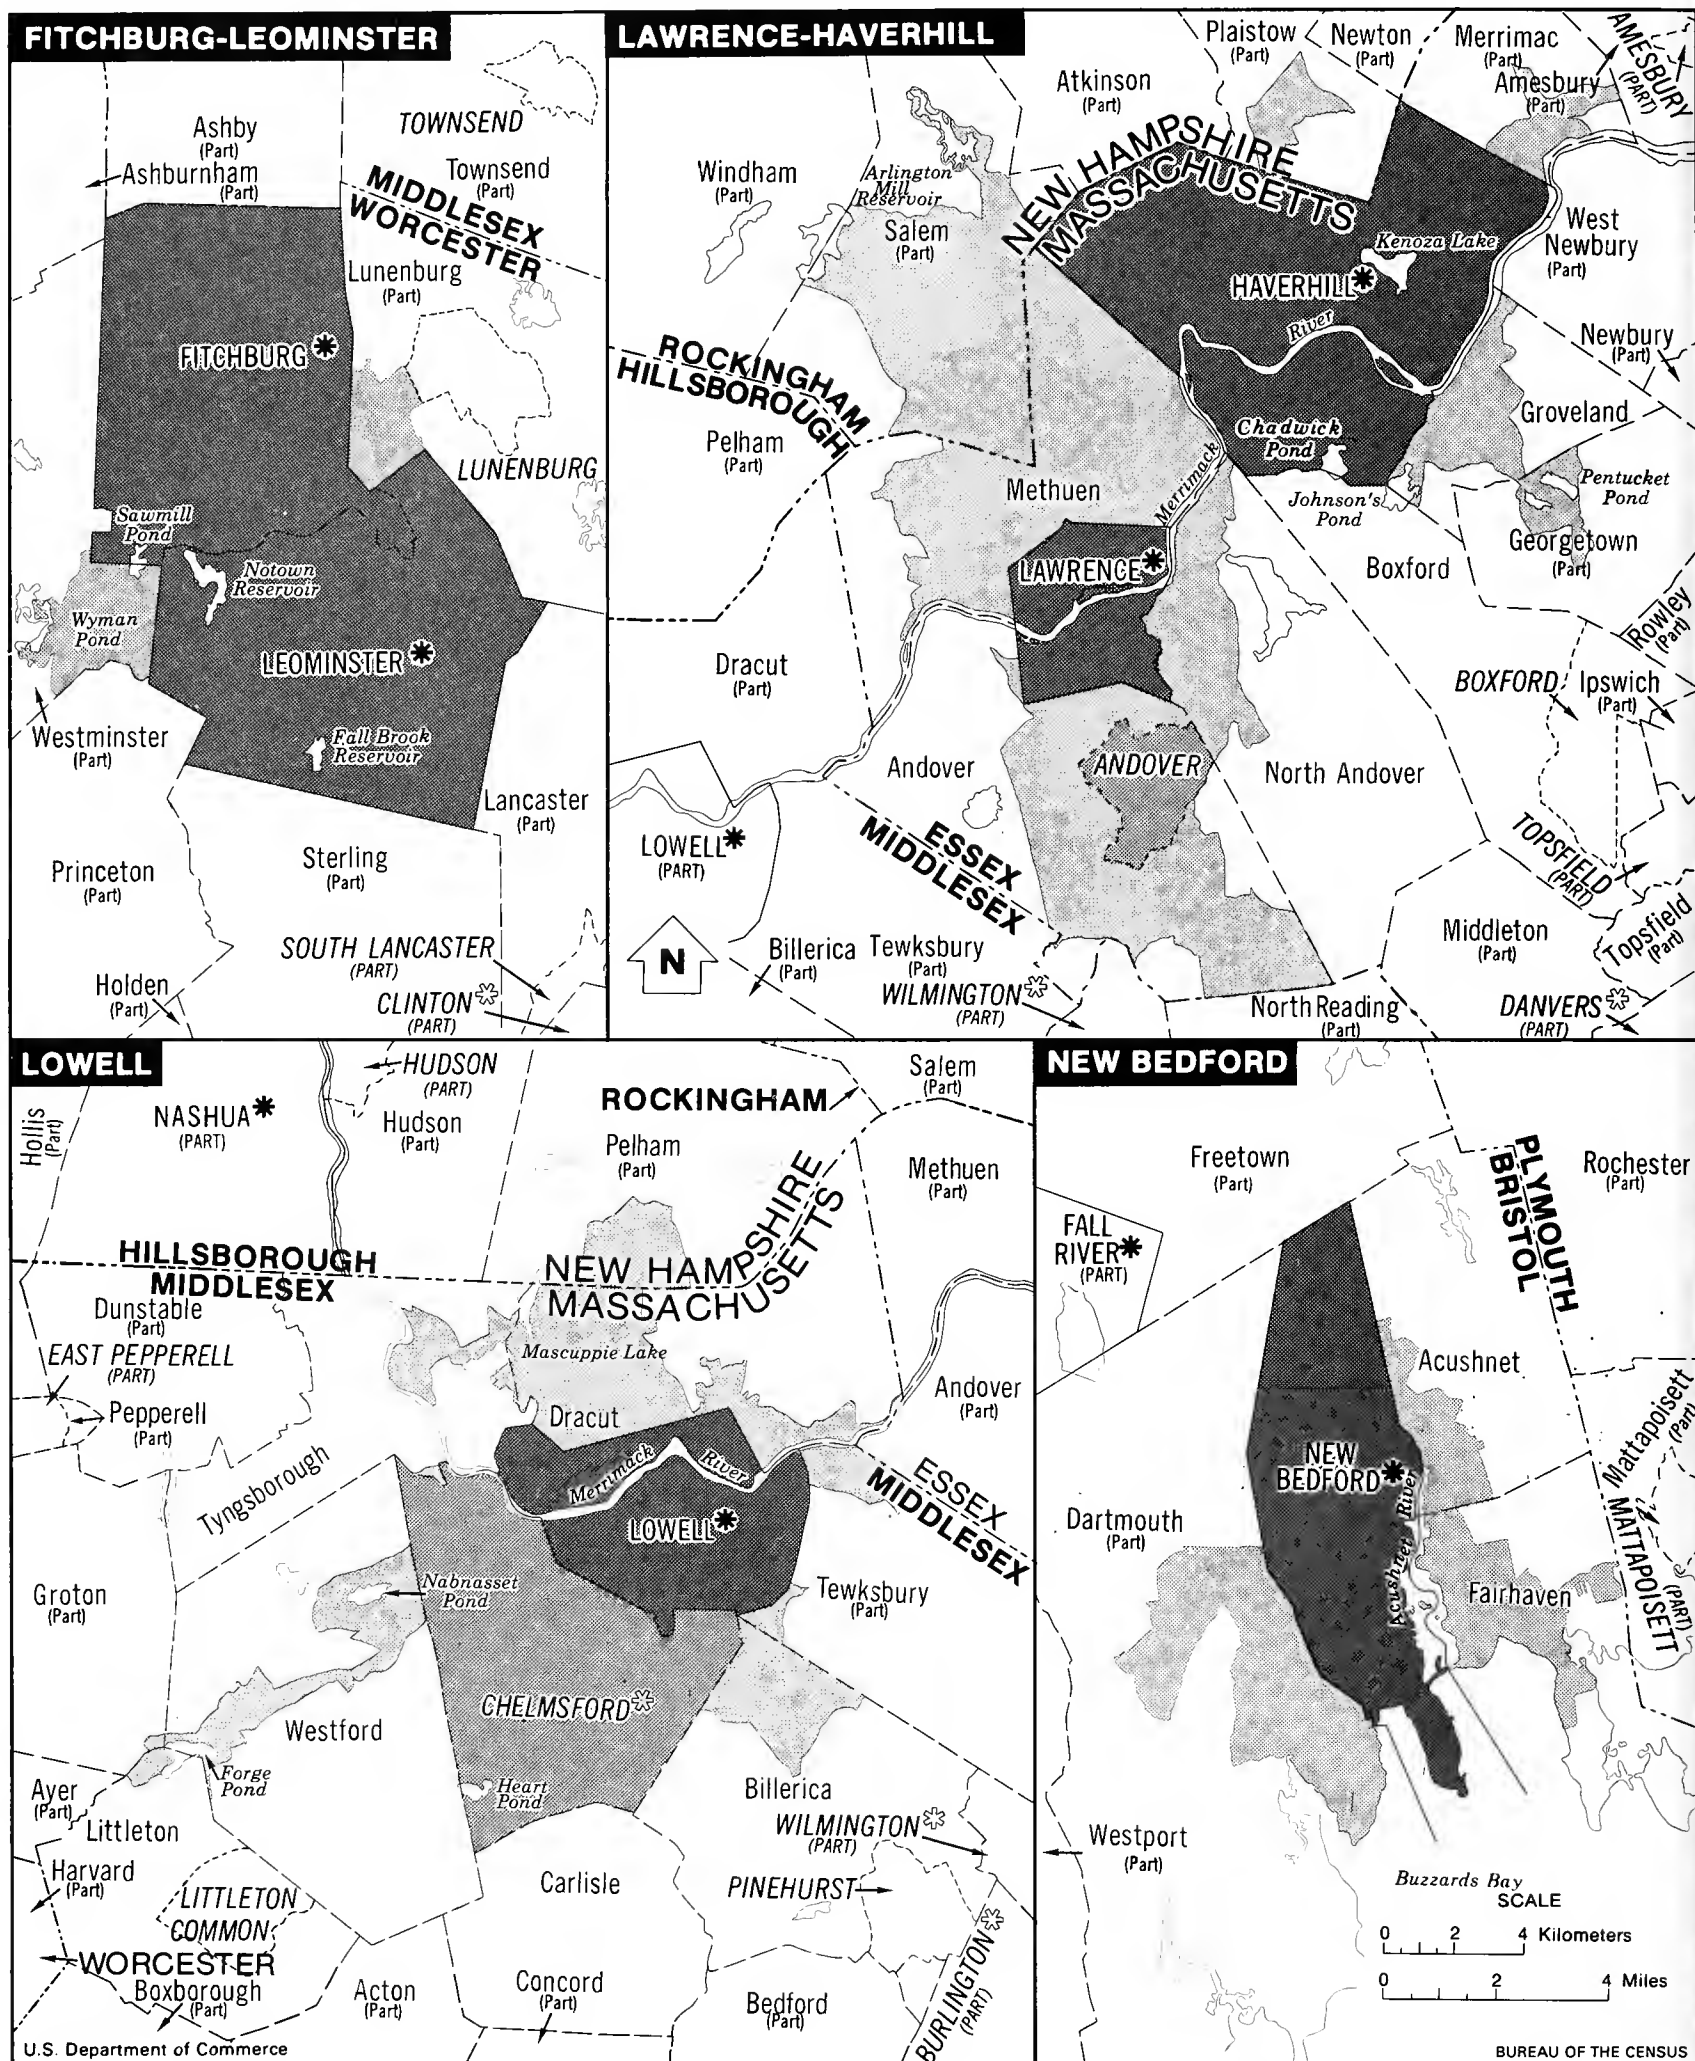 FITCHBURG-LEOMINSTER
Ashby
(Part)
TOWNSEND
Ashburnham
(Part)
Townsend
(Part)
MIDDLESEX
WORCESTER
Lunenburg
(Part)
FITCHBURG
LUNENBURG
Sawmill
Pond
Notown
Reservoir
Wyman
Pond
LEOMINSTER
Westminster
(Part)
Fall Brook
Reservoir
Lancaster
(Part)
Princeton
(Part)
Sterling
(Part)
SOUTH LANCASTER
(PART)
Holden
(Part)
CLINTON
(PART)
LAWRENCE-HAVERHILL
Plaistow
(Part)
Newton
(Part)
Merrimac
(Part)
Amesbury
(Part)
AMESBURY
(PART)
Atkinson
(Part)
Windham
(Part)
Arlington
Mill
Reservoir
Salem
(Part)
NEW HAMPSHIRE
MASSACHUSETTS
Kenoza Lake
West
Newbury
(Part)
HAVERHILL
River
Newbury
(Part)
ROCKINGHAM
HILLSBOROUGH
Groveland
Chadwick
Pond
Pelham
(Part)
Merrimack
Methuen
Johnson's
Pond
Pentucket
Pond
Georgetown
(Part)
LAWRENCE
Boxford
Rowley
(Part)
Dracut
(Part)
BOXFORD
Ipswich
(Part)
Andover
ANDOVER
North Andover
LOWELL
(PART)
ESSEX
MIDDLESEX
TOPSFIELD
(PART)
Topsfield
(Part)
N
Billerica
(Part)
Tewksbury
(Part)
Middleton
(Part)
WILMINGTON
(PART)
North Reading
(Part)
DANVERS
(PART)
LOWELL
HUDSON
(PART)
Salem
(Part)
Hollis
(Part)
NASHUA
(PART)
Hudson
(Part)
ROCKINGHAM
Pelham
(Part)
Methuen
(Part)
HILLSBOROUGH
MIDDLESEX
NEW HAMPSHIRE
MASSACHUSETTS
Dunstable
(Part)
EAST PEPPERELL
(PART)
Mascuppic Lake
Pepperell
(Part)
Andover
(Part)
Dracut
Tyngsborough
Merrimack
River
ESSEX
MIDDLESEX
LOWELL
Groton
(Part)
Nabnasset
Pond
Tewksbury
(Part)
CHELMSFORD
Westford
Forge
Pond
Heart
Pond
Ayer
(Part)
Billerica
Littleton
WILMINGTON
(PART)
Harvard
(Part)
LITTLETON
COMMON
Carlisle
PINEHURST
WORCESTER
Boxborough
(Part)
Acton
(Part)
Concord
(Part)
Bedford
(Part)
BURLINGTON
(PART)
U.S. Department of Commerce
NEW BEDFORD
Freetown
(Part)
PLYMOUTH
BRISTOL
Rochester
(Part)
FALL
RIVER
(PART)
Acushnet
Mattapoisett
(Part)
NEW
BEDFORD
Acushnet River
Dartmouth
(Part)
MATTAPOISETT
(PART)
Fairhaven
Westport
(Part)
Buzzards Bay
SCALE
0 2 4 Kilometers
0 2 4 Miles
BUREAU OF THE CENSUS